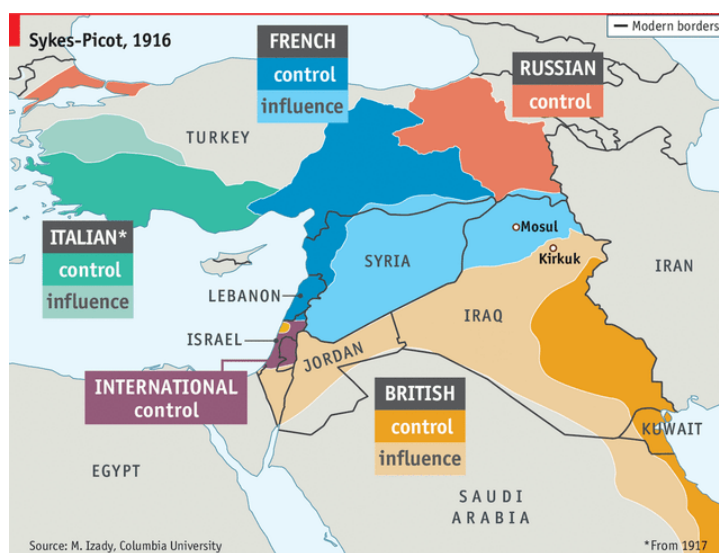 Sykes-Picot, 1916
Modern borders
FRENCH
control
influence
RUSSIAN
control
TURKEY
ITALIAN*
control
influence
Mosul
Kirkuk
SYRIA
IRAN
LEBANON
IRAQ
ISRAEL
JORDAN
INTERNATIONAL
control
BRITISH
control
influence
KUWAIT
EGYPT
SAUDI
ARABIA
Source: M. Izady, Columbia University
*From 1917